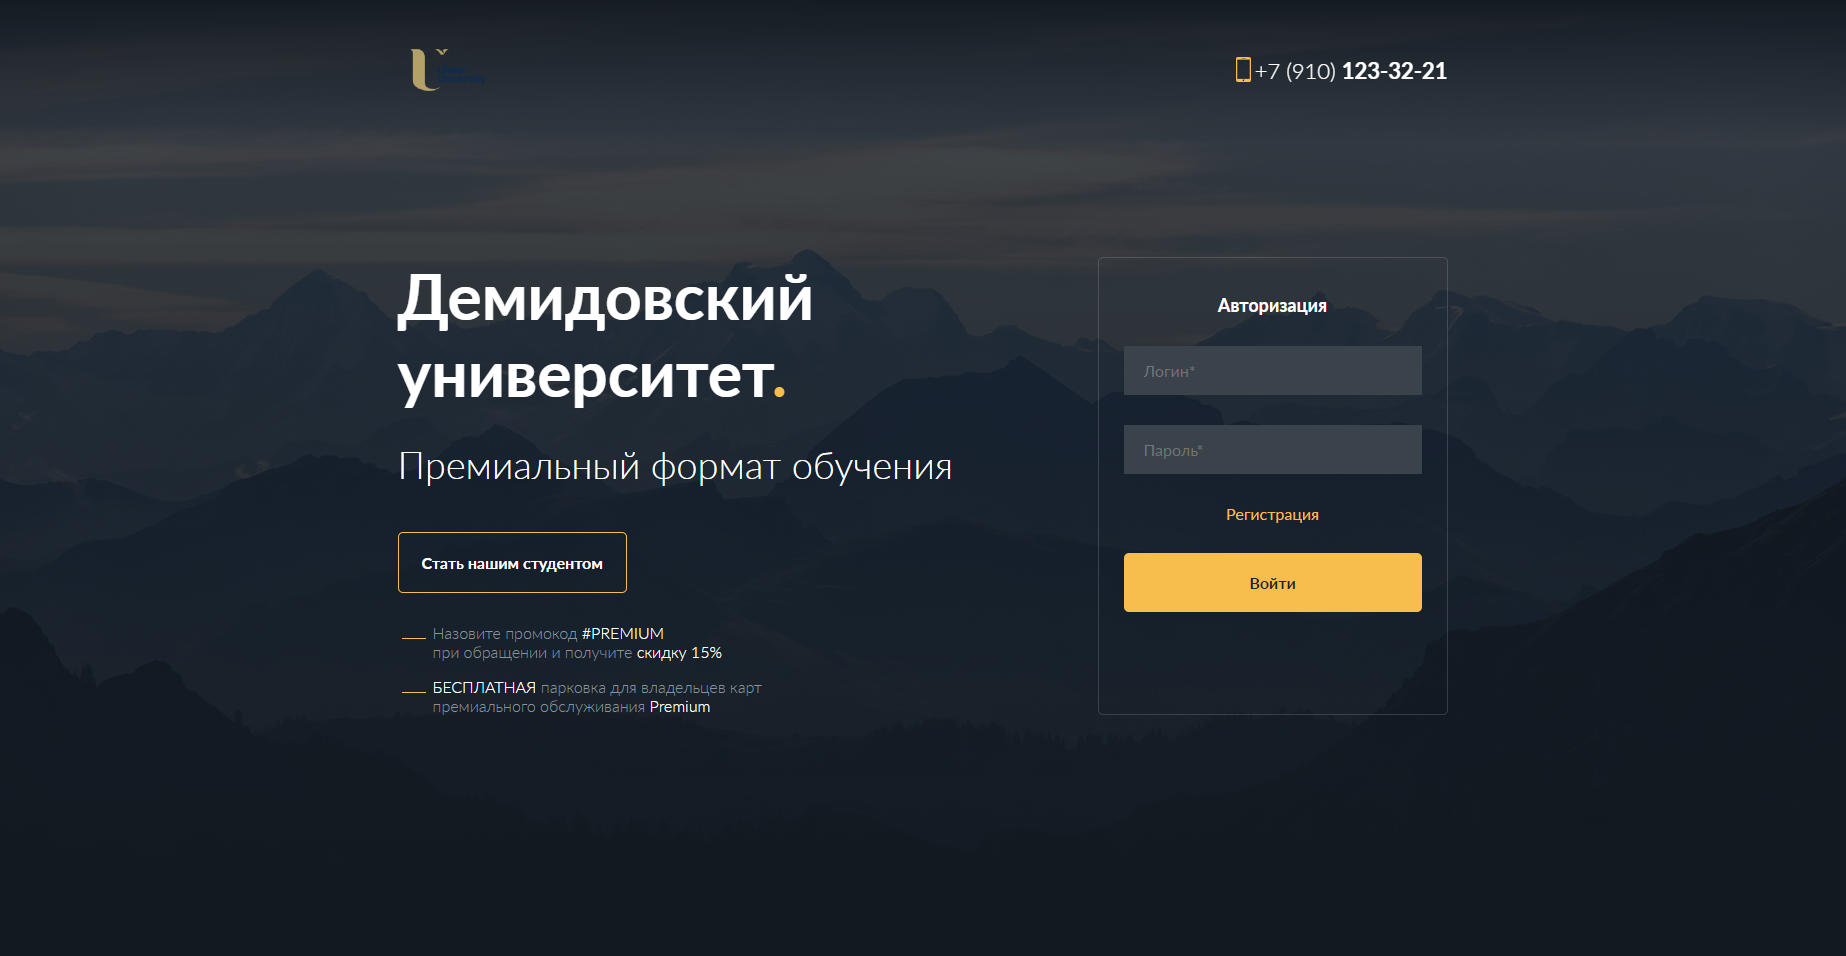 +7 (910) 123-32-21
Демидовский
университет.
Премиальный формат обучения
Стать нашим студентом
Назовите промокод #PREMIUM
при обращении и получите скидку 15%
БЕСПЛАТНАЯ парковка для владельцев карт
премиального обслуживания Premium
Авторизация
Логин*
Пароль*
Регистрация
Войти